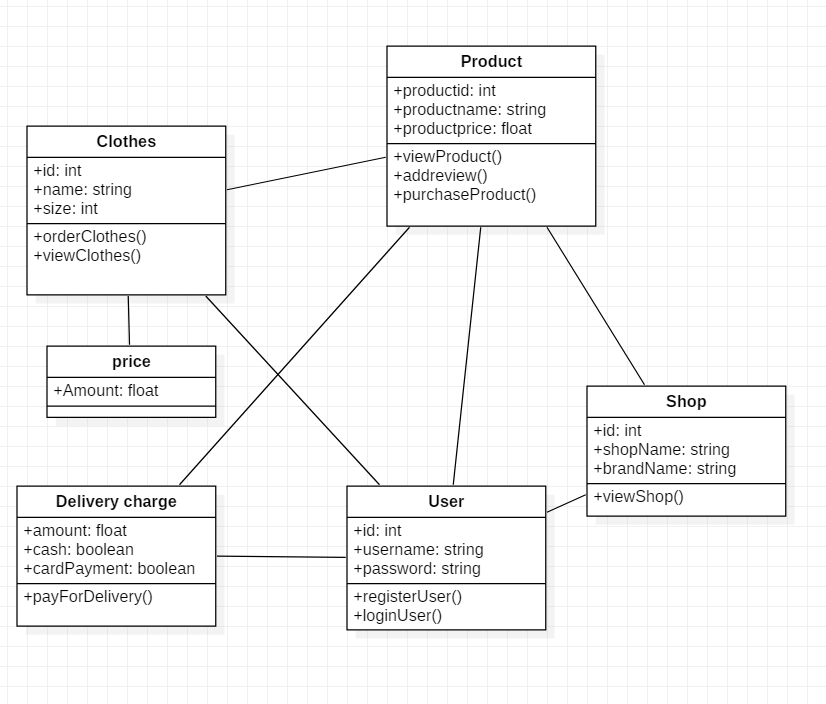 Product
+productid: int
+productname: string
+productprice: float
+viewProduct()
+addreview()
+purchaseProduct()
Clothes
+id: int
+name: string
+size: int
+orderClothes()
+viewClothes()
price
+Amount: float
Shop
+id: int
+shopName: string
+brandName: string
+viewShop()
Delivery charge
+amount: float
+cash: boolean
+cardPayment: boolean
+payForDelivery()
User
+id: int
+username: string
+password: string
+registerUser()
+loginUser()